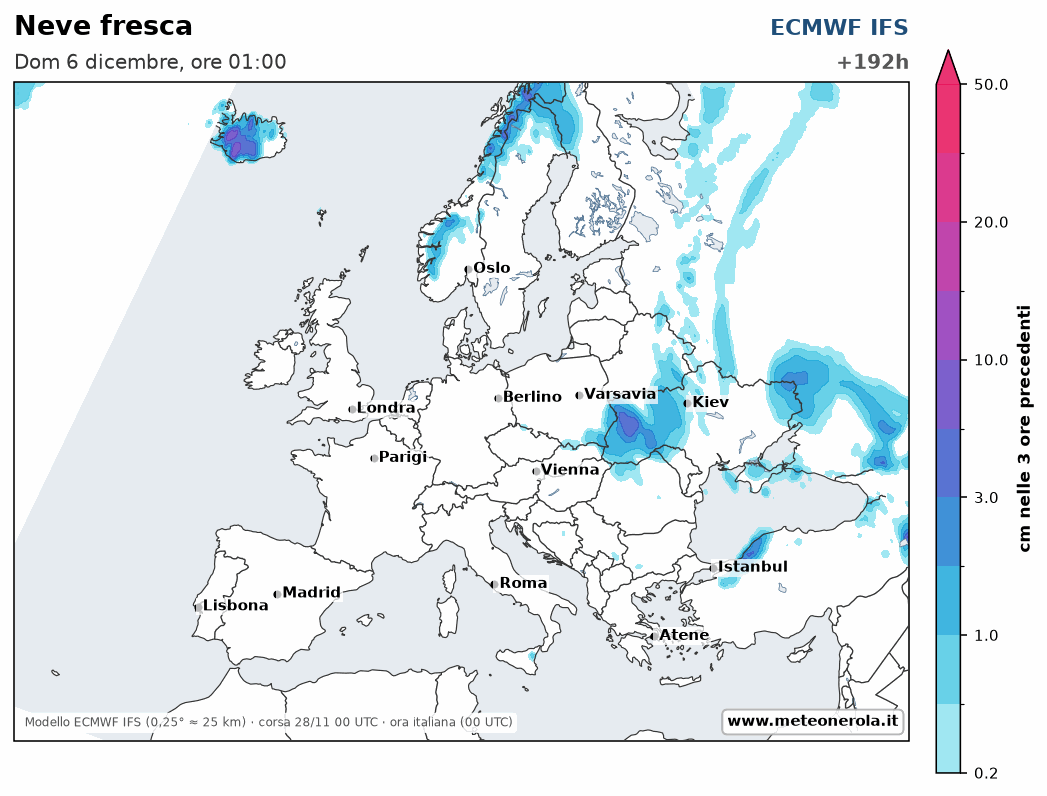 Neve fresca
ECMWF IFS
Dom 6 dicembre, ore 01:00
+192h
50.0
20.0
10.0
3.0
1.0
0.2
cm nelle 3 ore precedenti
Oslo
Londra
Berlino
Varsavia
Kiev
Parigi
Vienna
Istanbul
Roma
Madrid
Lisbona
Atene
Modello ECMWF IFS (0,25° ≈ 25 km) · corsa 28/11 00 UTC · ora italiana (00 UTC)
www.meteonerola.it